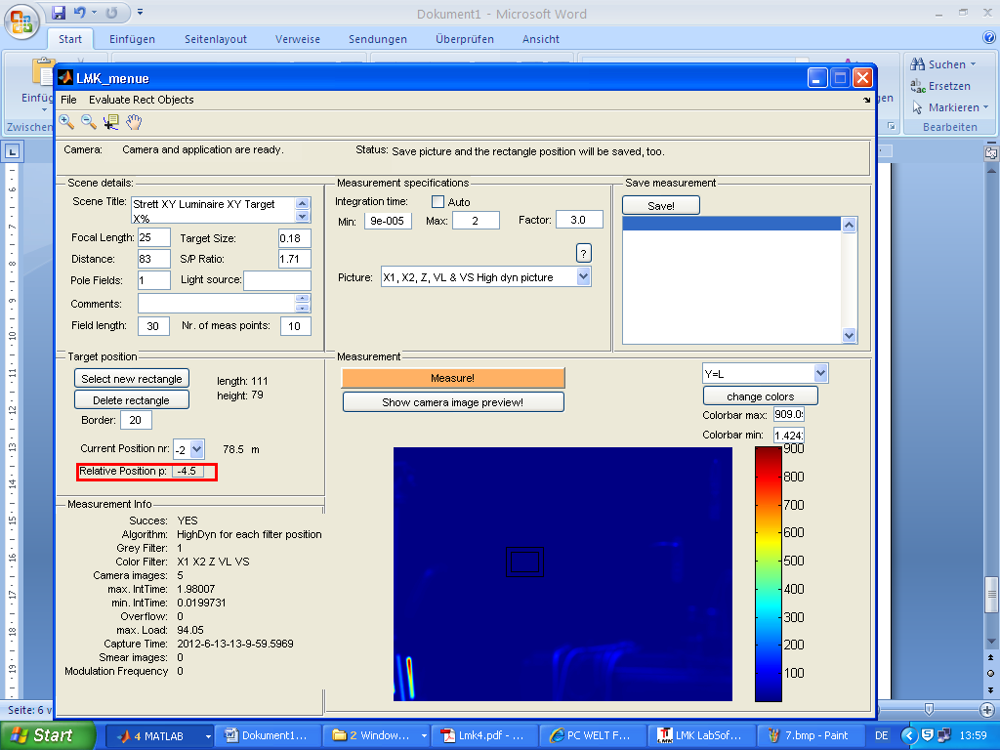 Dokument1 - Microsoft Word
Start Einfügen Seitenlayout Verweise Sendungen Überprüfen Ansicht
Suchen
Ersetzen
Markieren
Bearbeiten
Einfüg
Zwischen
LMK_menue
File Evaluate Rect Objects
Camera: Camera and application are ready. Status: Save picture and the rectangle position will be saved, too.
Scene details:
Scene Title: Strett XY Luminaire XY Target
X%
Focal Length: 25 Target Size: 0.18
Distance: 83 S/P Ratio: 1.71
Pole Fields: 1 Light source:
Comments:
Field length: 30 Nr. of meas points: 10
Measurement specifications
Integration time: Auto
Min: 9e-005 Max: 2 Factor: 3.0
?
Picture: X1, X2, Z, VL & VS High dyn picture
Save measurement
Save!
Target position
Select new rectangle length: 111
Delete rectangle height: 79
Border: 20
Current Position nr: -2 78.5 m
Relative Position p: -4.5
Measurement
Measure!
Show camera image preview!
Y=L
change colors
Colorbar max: 909.0
Colorbar min: 1.424
900
800
700
600
500
400
300
200
100
Measurement Info
Succes: YES
Algorithm: HighDyn for each filter position
Grey Filter: 1
Color Filter: X1 X2 Z VL VS
Camera images: 5
max. IntTime: 1.98007
min. IntTime: 0.0199731
Overflow: 0
max. Load: 94.05
Capture Time: 2012-6-13-13-9-59.5969
Smear images: 0
Modulation Frequency 0
Seite: 6 v
Start 4 MATLAB Dokument1... 2 Window... Lmk4.pdf - ... PC WELT F... LMK LabSof... 7.bmp - Paint DE 13:59